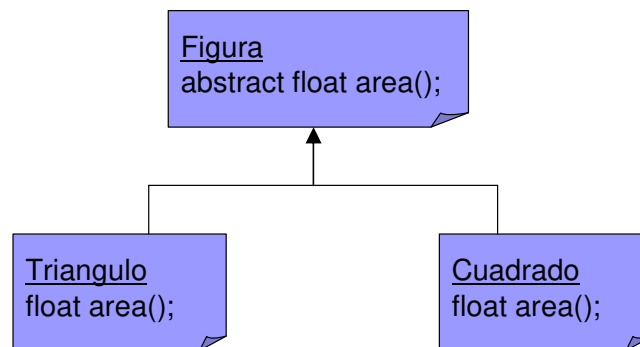 Figura
abstract float area();
Triangulo
float area();
Cuadrado
float area();